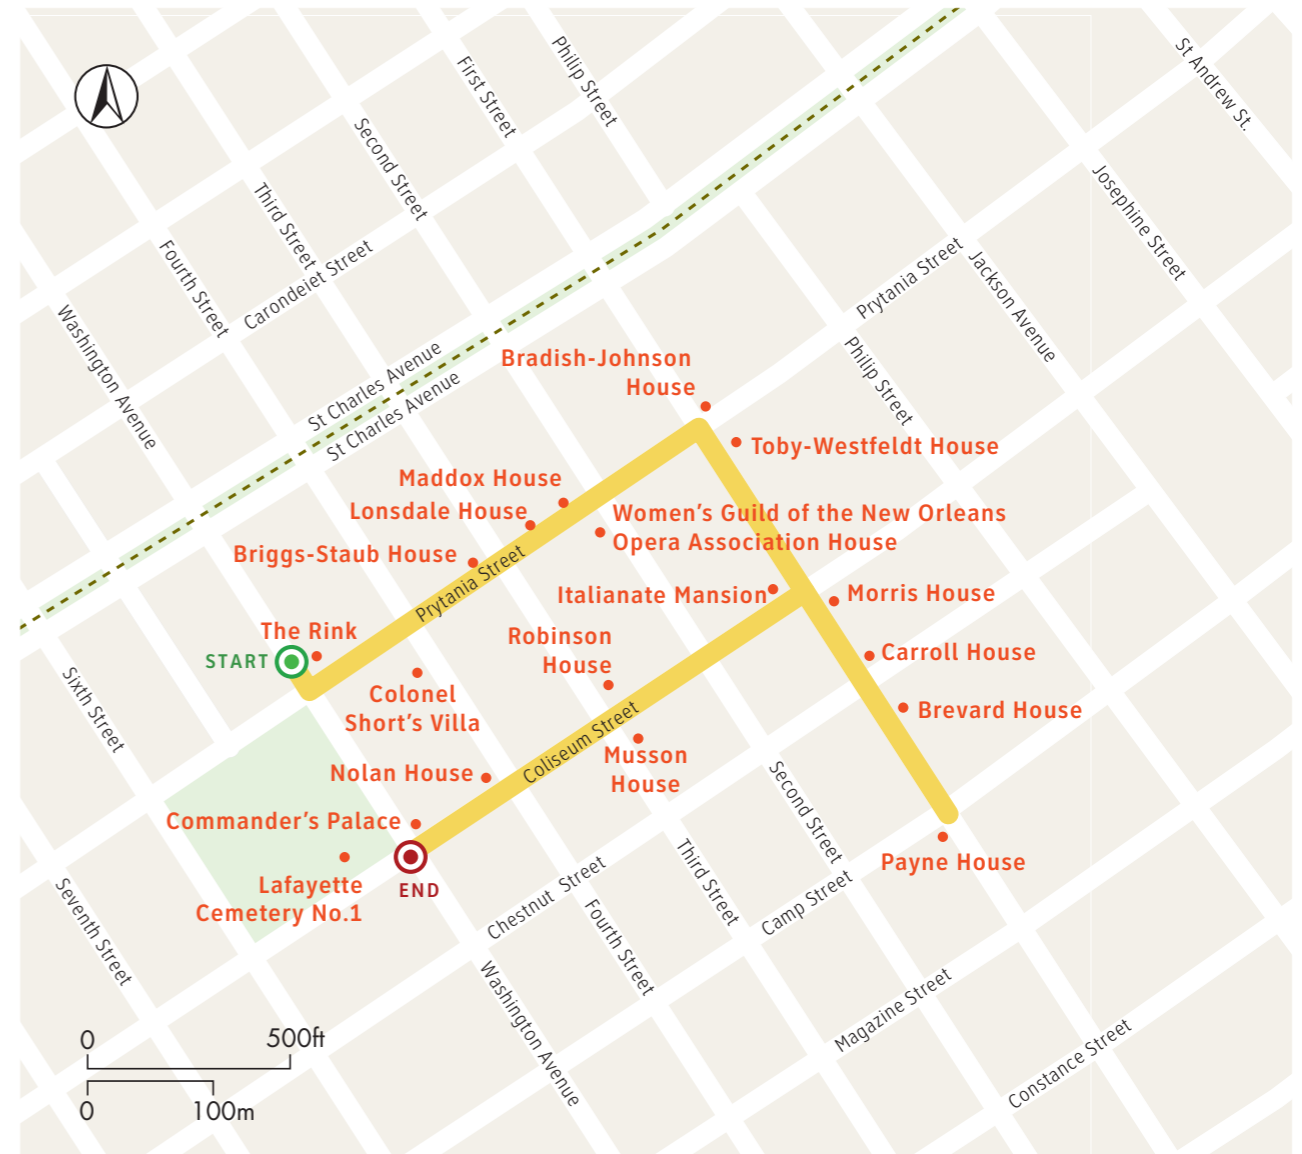 Philip Street
St Andrew St.
First Street
Second Street
Josephine Street
Third Street
Fourth Street
Carondeiet Street
Prytania Street
Jackson Avenue
Washington Avenue
St Charles Avenue
St Charles Avenue
Philip Street
Bradish-Johnson
House
Toby-Westfeldt House
Maddox House
Lonsdale House
Women's Guild of the New Orleans
Opera Association House
Briggs-Staub House
Prytania Street
Italianate Mansion
Morris House
The Rink
START
Robinson
House
Carroll House
Colonel
Short's Villa
Sixth Street
Brevard House
Coliseum Street
Musson
House
Nolan House
Second Street
Commander's Palace
Payne House
Lafayette
Cemetery No.1
END
Chestnut Street
Third Street
Camp Street
Seventh Street
Fourth Street
Washington Avenue
Magazine Street
Constance Street
0
500ft
0
100m